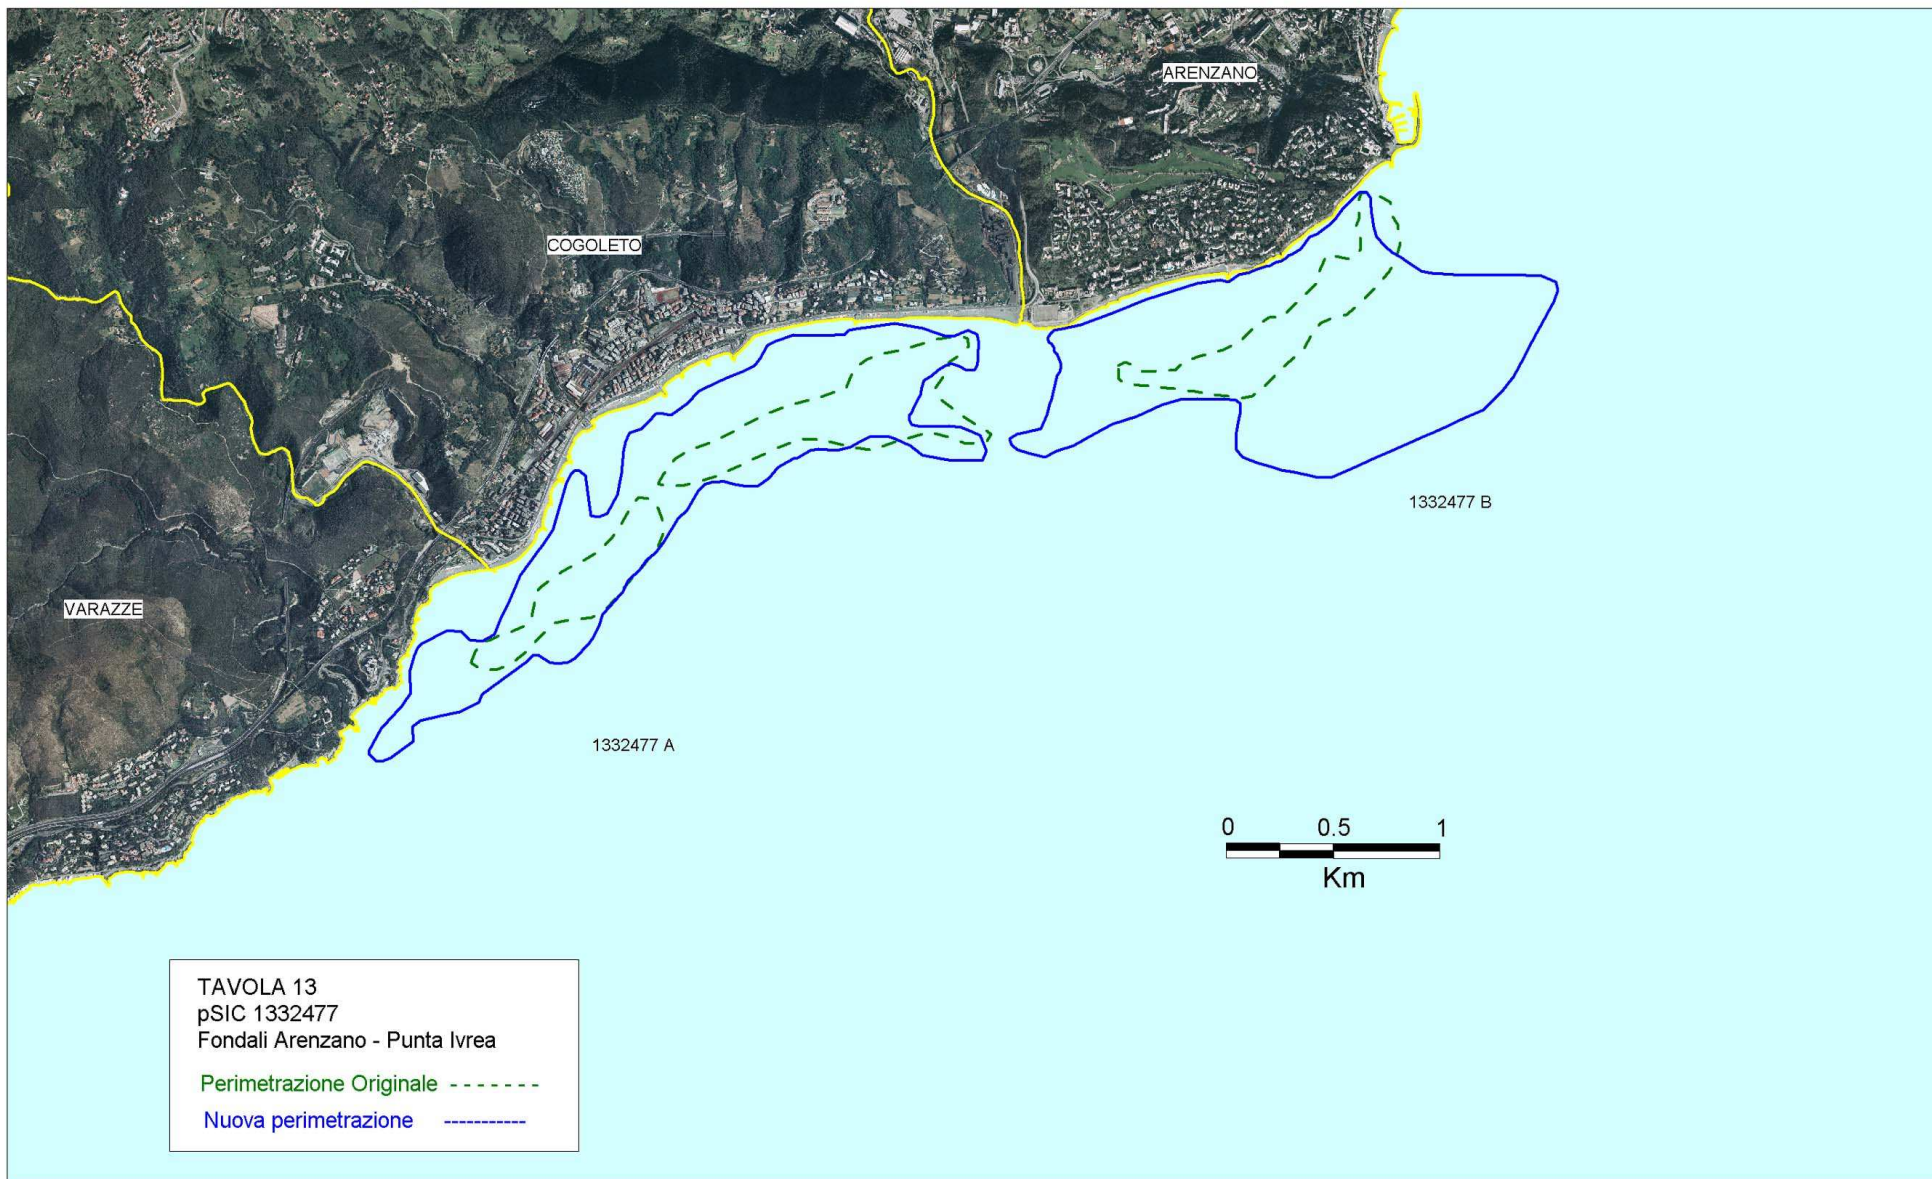 ARENZANO
COGOLETO
1332477 B
VARAZZE
1332477 A
0 0.5 1
Km
TAVOLA 13
pSIC 1332477
Fondali Arenzano - Punta Ivrea
Perimetrazione Originale
Nuova perimetrazione